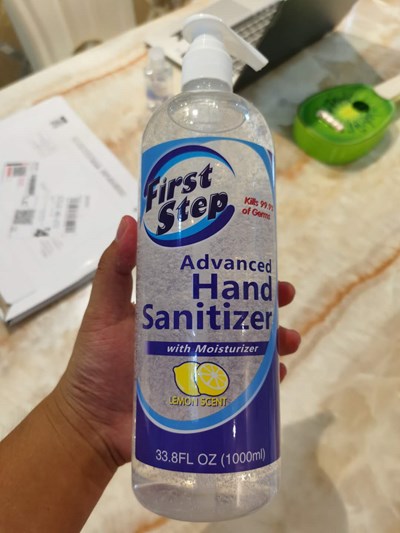 First
Step
Kills 99.9%
of Germs
Advanced
Hand
Sanitizer
with Moisturizer
LEMON SCENT
33.8FL OZ (1000ml)